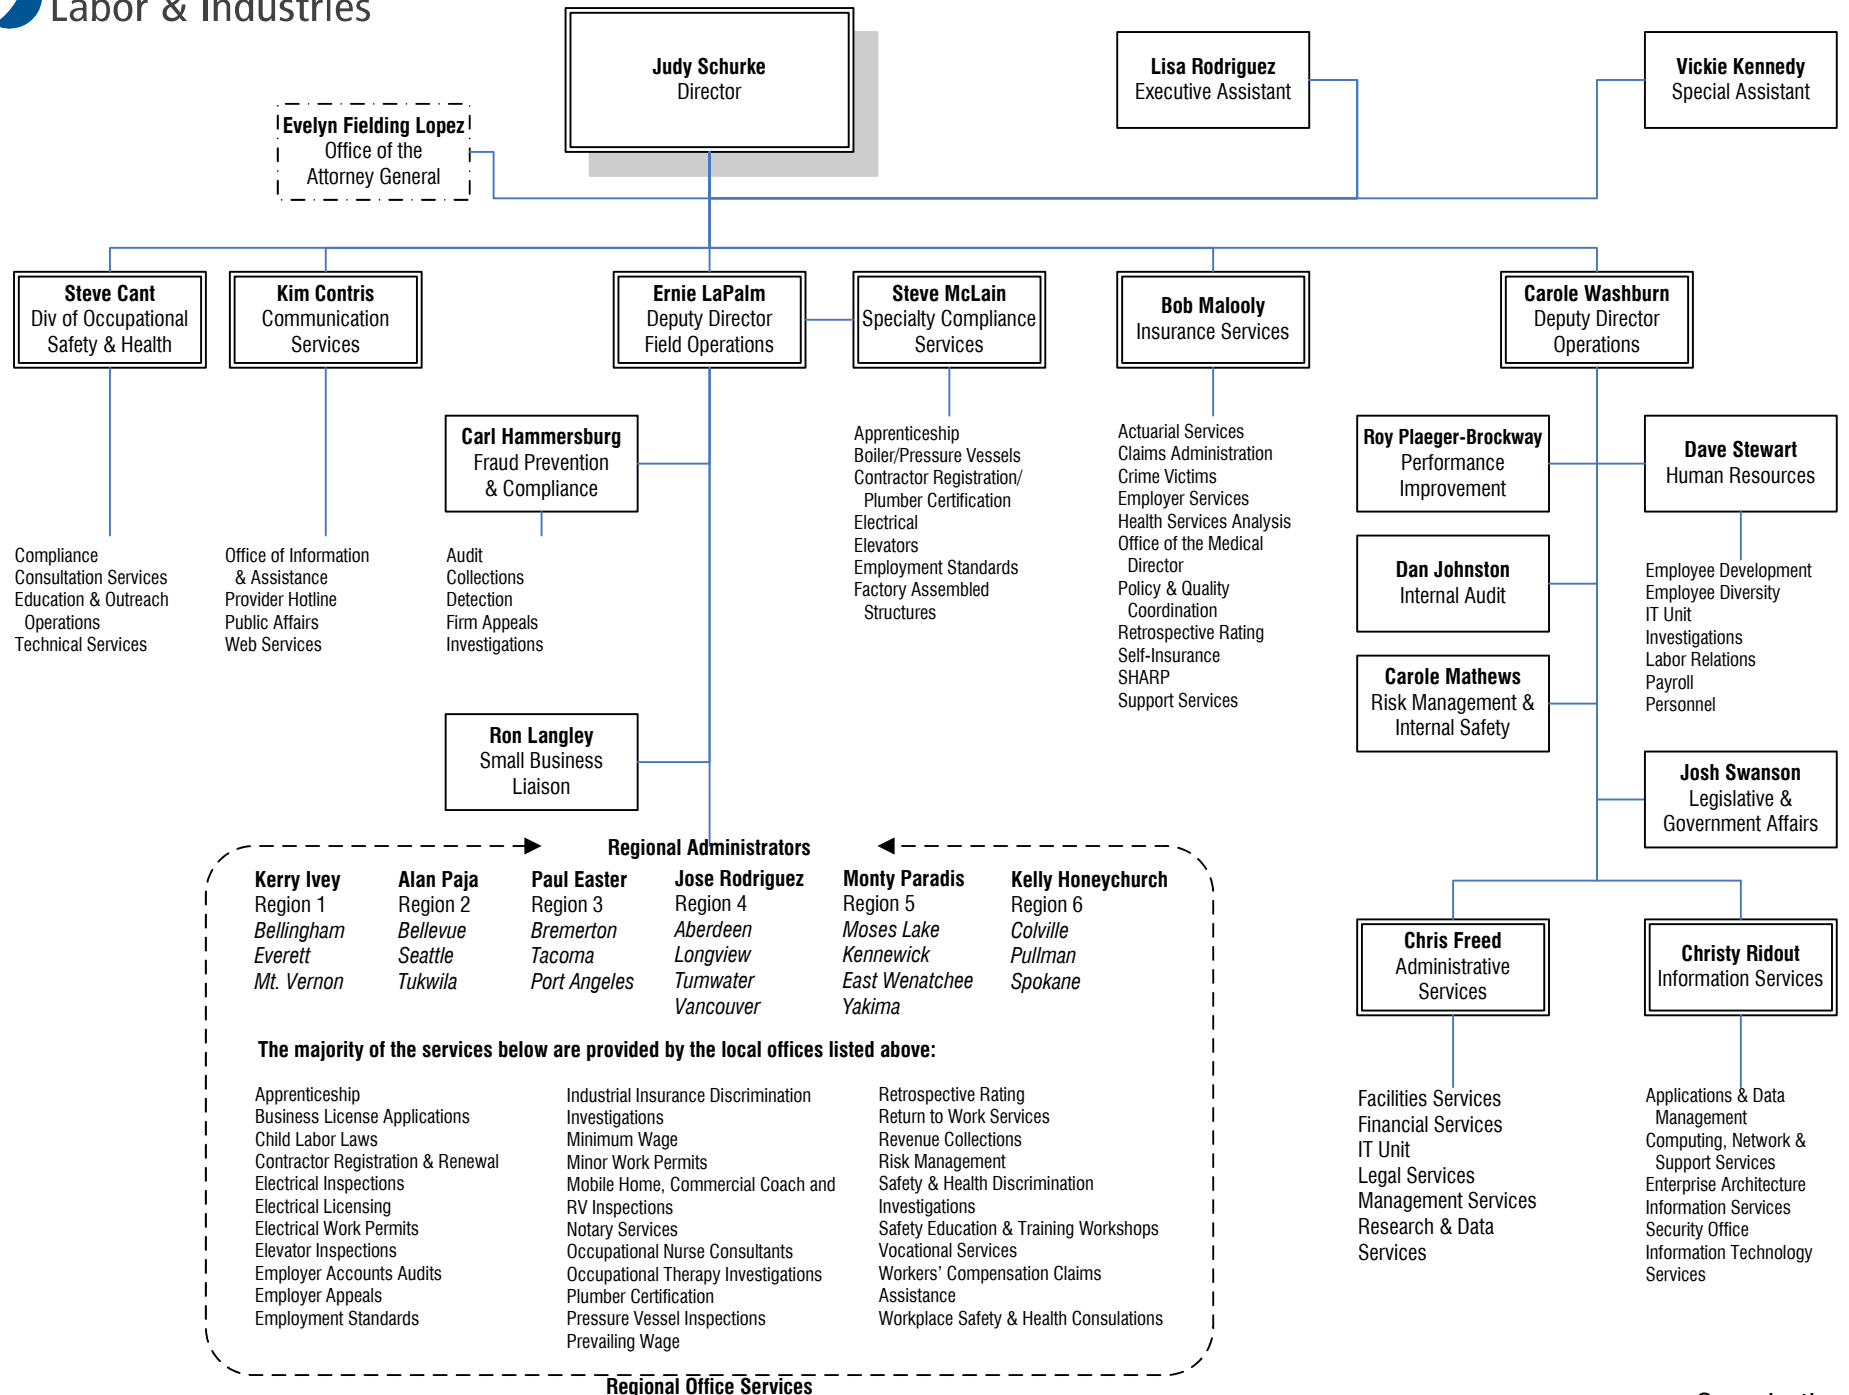 Labor & Industries
Judy Schurke
Director
Lisa Rodriguez
Executive Assistant
Vickie Kennedy
Special Assistant
Evelyn Fielding Lopez
Office of the
Attorney General
Steve Cant
Div of Occupational
Safety & Health
Kim Contris
Communication
Services
Ernie LaPalm
Deputy Director
Field Operations
Steve McLain
Specialty Compliance
Services
Bob Malooly
Insurance Services
Carole Washburn
Deputy Director
Operations
Compliance
Consultation Services
Education & Outreach
Operations
Technical Services
Office of Information
& Assistance
Provider Hotline
Public Affairs
Web Services
Carl Hammersburg
Fraud Prevention
& Compliance
Audit
Collections
Detection
Firm Appeals
Investigations
Ron Langley
Small Business
Liaison
Apprenticeship
Boiler/Pressure Vessels
Contractor Registration/
Plumber Certification
Electrical
Elevators
Employment Standards
Factory Assembled
Structures
Actuarial Services
Claims Administration
Crime Victims
Employer Services
Health Services Analysis
Office of the Medical
Director
Policy & Quality
Coordination
Retrospective Rating
Self-Insurance
SHARP
Support Services
Roy Plaeger-Brockway
Performance
Improvement
Dave Stewart
Human Resources
Dan Johnston
Internal Audit
Employee Development
Employee Diversity
IT Unit
Investigations
Labor Relations
Payroll
Personnel
Carole Mathews
Risk Management &
Internal Safety
Josh Swanson
Legislative &
Government Affairs
Chris Freed
Administrative
Services
Christy Ridout
Information Services
Facilities Services
Financial Services
IT Unit
Legal Services
Management Services
Research & Data
Services
Applications & Data
Management
Computing, Network &
Support Services
Enterprise Architecture
Information Services
Security Office
Information Technology
Services
Regional Administrators
Kerry Ivey
Region 1
Bellingham
Everett
Mt. Vernon
Alan Paja
Region 2
Bellevue
Seattle
Tukwila
Paul Easter
Region 3
Bremerton
Tacoma
Port Angeles
Jose Rodriguez
Region 4
Aberdeen
Longview
Tumwater
Vancouver
Monty Paradis
Region 5
Moses Lake
Kennewick
East Wenatchee
Yakima
Kelly Honeychurch
Region 6
Colville
Pullman
Spokane
The majority of the services below are provided by the local offices listed above:
Apprenticeship
Business License Applications
Child Labor Laws
Contractor Registration & Renewal
Electrical Inspections
Electrical Licensing
Electrical Work Permits
Elevator Inspections
Employer Accounts Audits
Employer Appeals
Employment Standards
Industrial Insurance Discrimination
Investigations
Minimum Wage
Minor Work Permits
Mobile Home, Commercial Coach and
RV Inspections
Notary Services
Occupational Nurse Consultants
Occupational Therapy Investigations
Plumber Certification
Pressure Vessel Inspections
Prevailing Wage
Retrospective Rating
Return to Work Services
Revenue Collections
Risk Management
Safety & Health Discrimination
Investigations
Safety Education & Training Workshops
Vocational Services
Workers' Compensation Claims
Assistance
Workplace Safety & Health Consulations
Regional Office Services